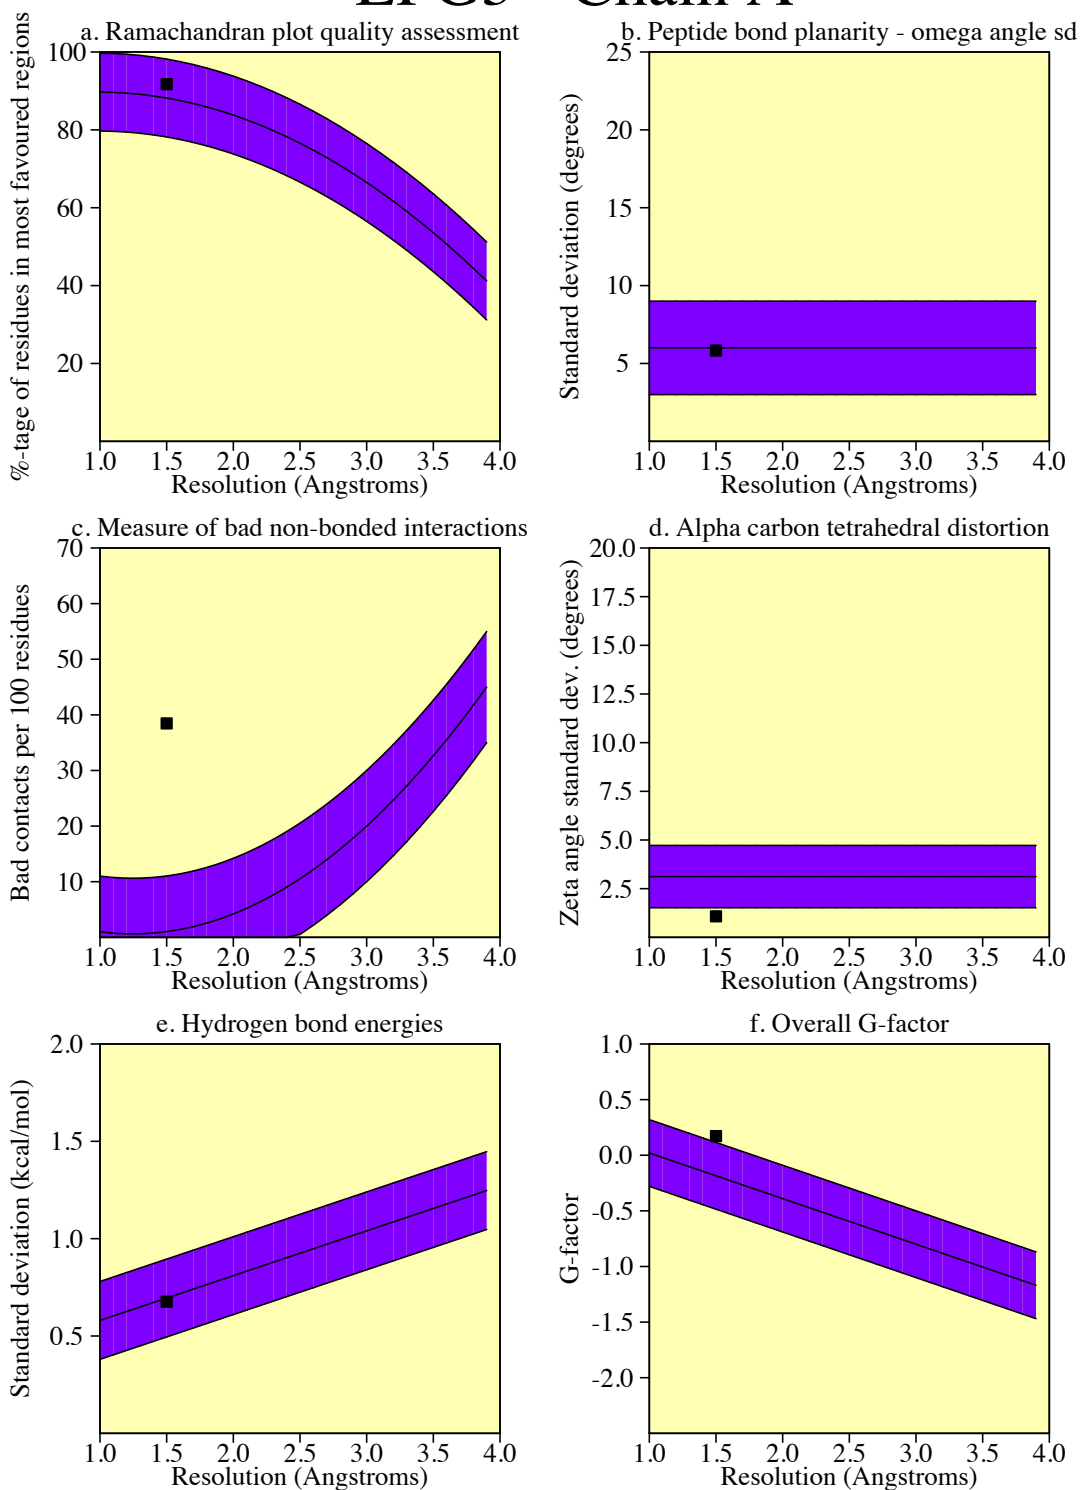 a. Ramachandran plot quality assessment
%-tage of residues in most favoured regions
100
80
60
40
20
1.0 1.5 2.0 2.5 3.0 3.5 4.0
Resolution (Angstroms)
b. Peptide bond planarity - omega angle sd
Standard deviation (degrees)
25
20
15
10
5
1.0 1.5 2.0 2.5 3.0 3.5 4.0
Resolution (Angstroms)
c. Measure of bad non-bonded interactions
Bad contacts per 100 residues
70
60
50
40
30
20
10
1.0 1.5 2.0 2.5 3.0 3.5 4.0
Resolution (Angstroms)
d. Alpha carbon tetrahedral distortion
Zeta angle standard dev. (degrees)
20.0
17.5
15.0
12.5
10.0
7.5
5.0
2.5
1.0 1.5 2.0 2.5 3.0 3.5 4.0
Resolution (Angstroms)
e. Hydrogen bond energies
Standard deviation (kcal/mol)
2.0
1.5
1.0
0.5
1.0 1.5 2.0 2.5 3.0 3.5 4.0
Resolution (Angstroms)
f. Overall G-factor
G-factor
1.0
0.5
0.0
-0.5
-1.0
-1.5
-2.0
1.0 1.5 2.0 2.5 3.0 3.5 4.0
Resolution (Angstroms)